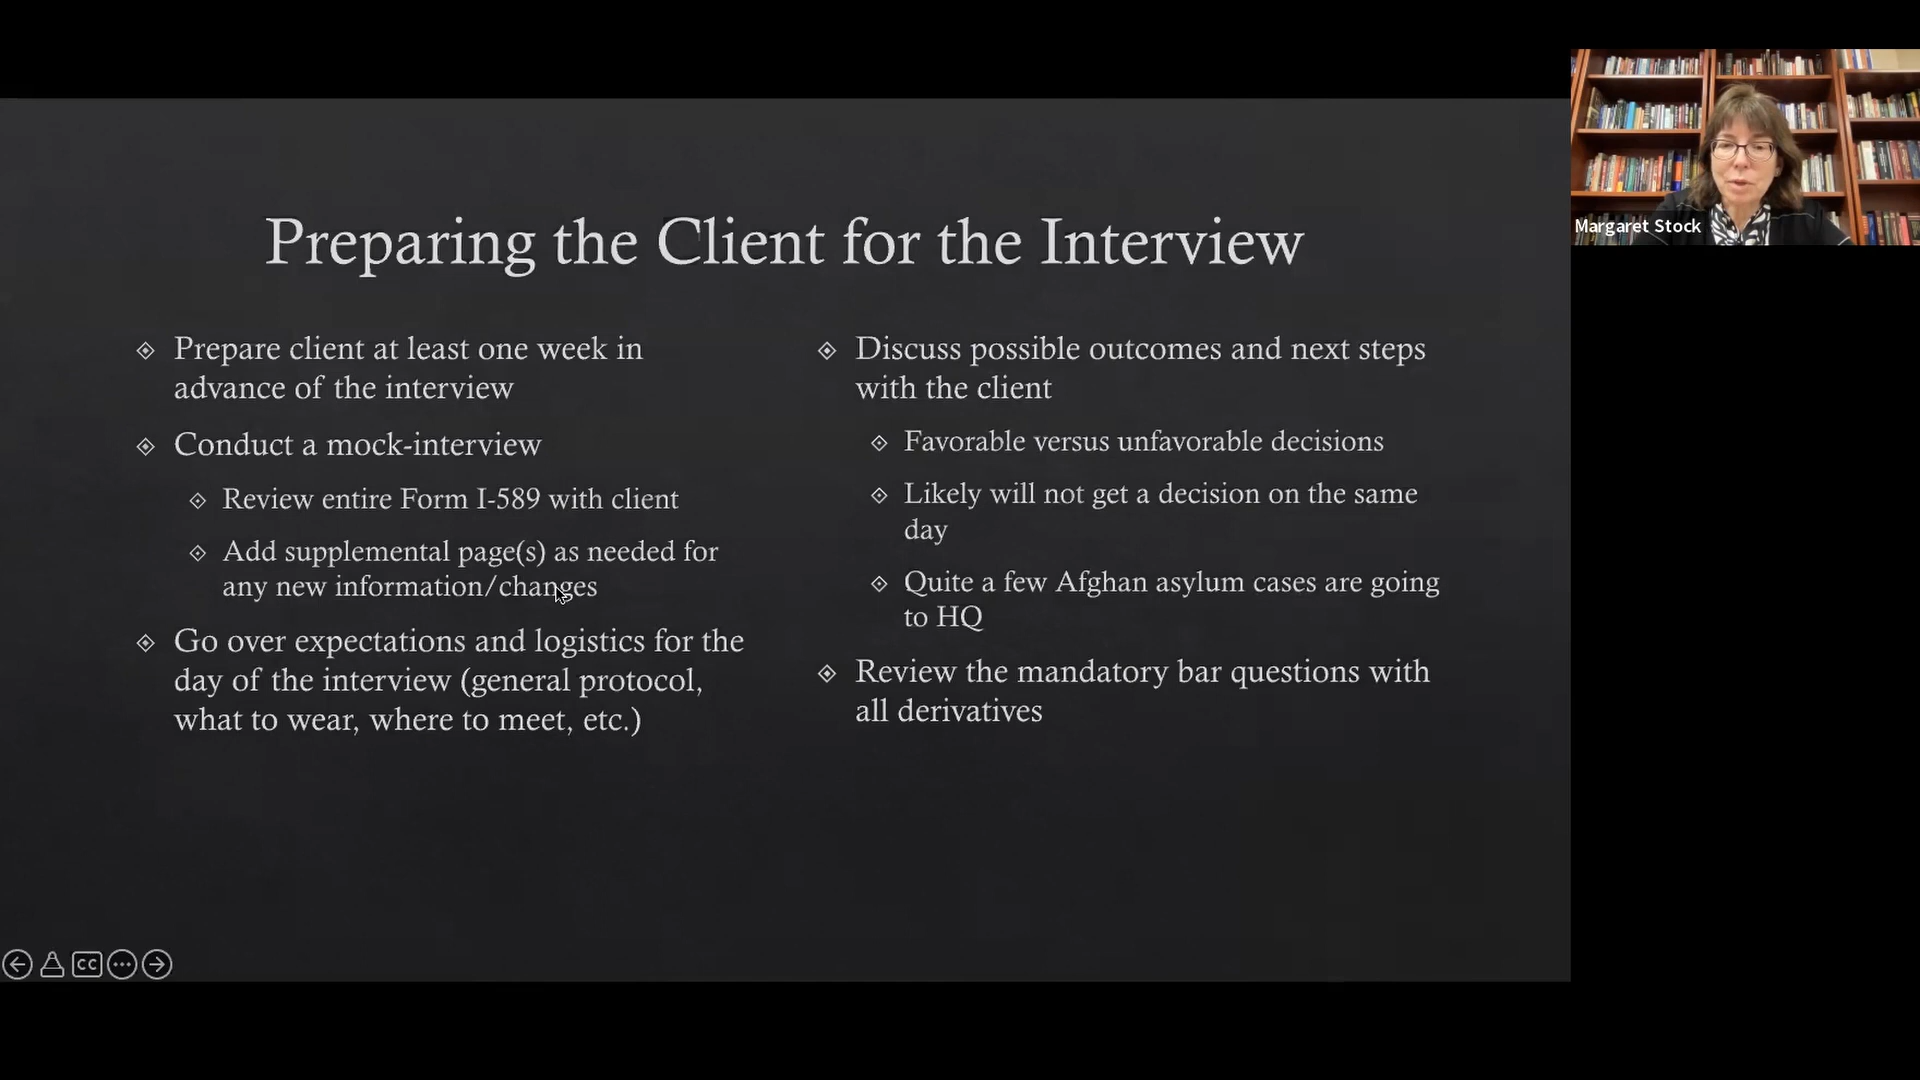 Preparing the Client for the Interview
Prepare client at least one week in
advance of the interview
Conduct a mock-interview
Review entire Form I-589 with client
Add supplemental page(s) as needed for
any new information/changes
Go over expectations and logistics for the
day of the interview (general protocol,
what to wear, where to meet, etc.)
Discuss possible outcomes and next steps
with the client
Favorable versus unfavorable decisions
Likely will not get a decision on the same
day
Quite a few Afghan asylum cases are going
to HQ
Review the mandatory bar questions with
all derivatives
Margaret Stock
CC